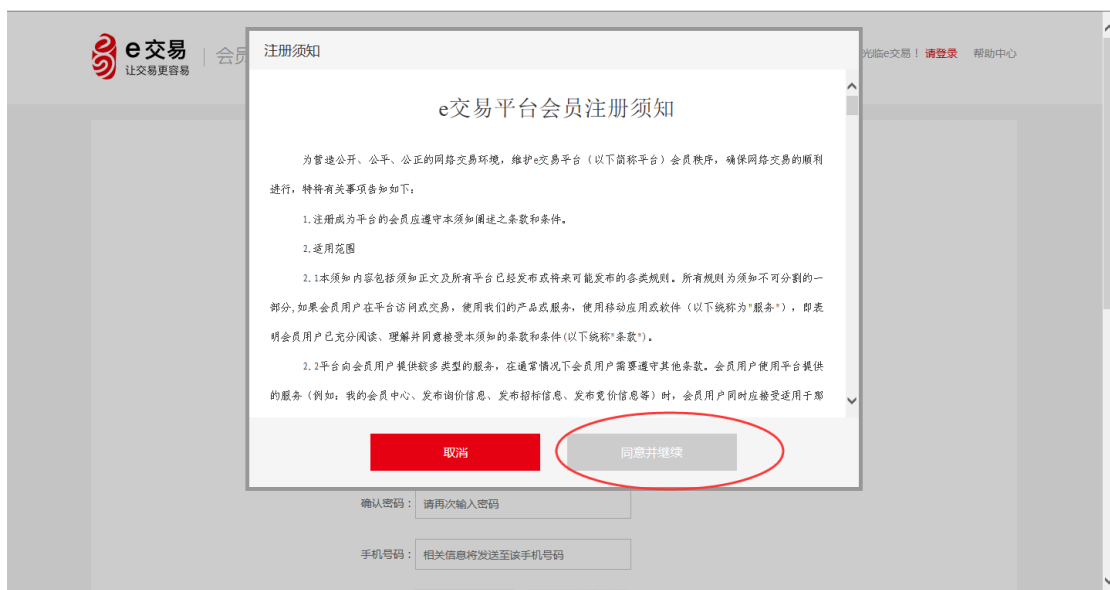 e交易
让交易更容易
会员
注册须知
光临e交易！ 请登录 帮助中心
e交易平台会员注册须知
为营造公开、公平、公正的网络交易环境，维护e交易平台（以下简称平台）会员秩序，确保网络交易的顺利
进行，特将有关事项告知如下：
1.注册成为平台的会员应遵守本须知阐述之条款和条件。
2.适用范围
2.1本须知内容包括须知正文及所有平台已经发布或将来可能发布的各类规则。所有规则为须知不可分割的一
部分,如果会员用户在平台访问或交易，使用我们的产品或服务，使用移动应用或软件（以下统称为"服务"），即表
明会员用户已充分阅读、理解并同意接受本须知的条款和条件(以下统称"条款")。
2.2平台向会员用户提供较多类型的服务，在通常情况下会员用户需要遵守其他条款。会员用户使用平台提供
的服务（例如：我的会员中心、发布询价信息、发布招标信息、发布竞价信息等）时，会员用户同时应接受适用于那
取消
同意并继续
确认密码： 请再次输入密码
手机号码： 相关信息将发送至该手机号码